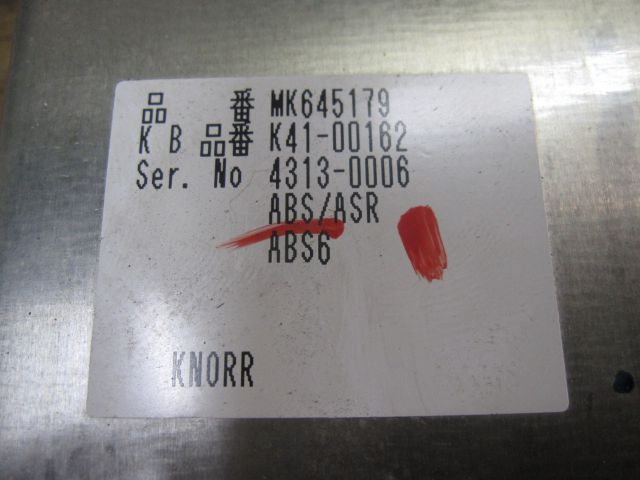 品 番 MK645179
K B 品番 K41-00162
Ser. No 4313-0006
ABS/ASR
ABS6
KNORR